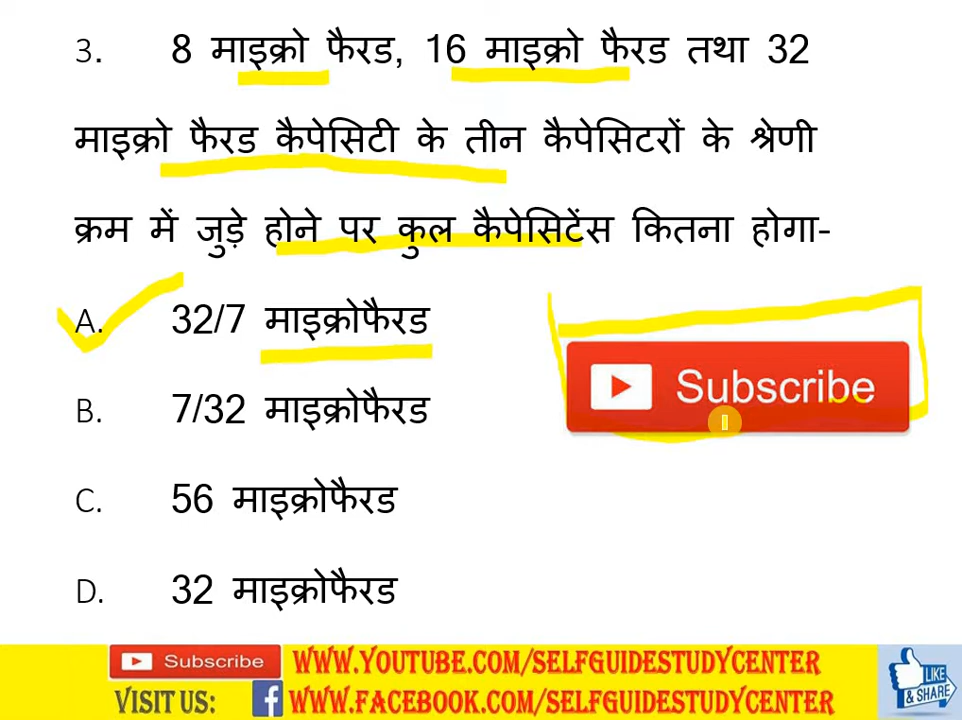 3. 8 माइक्रो फैरड, 16 माइक्रो फैरड तथा 32
माइक्रो फैरड कैपेसिटी के तीन कैपेसिटरों के श्रेणी
क्रम में जुड़े होने पर कुल कैपेसिटेंस कितना होगा-
A. 32/7 माइक्रोफैरड
B. 7/32 माइक्रोफैरड
Subscribe
C. 56 माइक्रोफैरड
D. 32 माइक्रोफैरड
Subscribe WWW.YOUTUBE.COM/SELFGUIDESTUDYCENTER
VISIT US: f WWW.FACEBOOK.COM/SELFGUIDESTUDYCENTER
LIKE
& SHARE